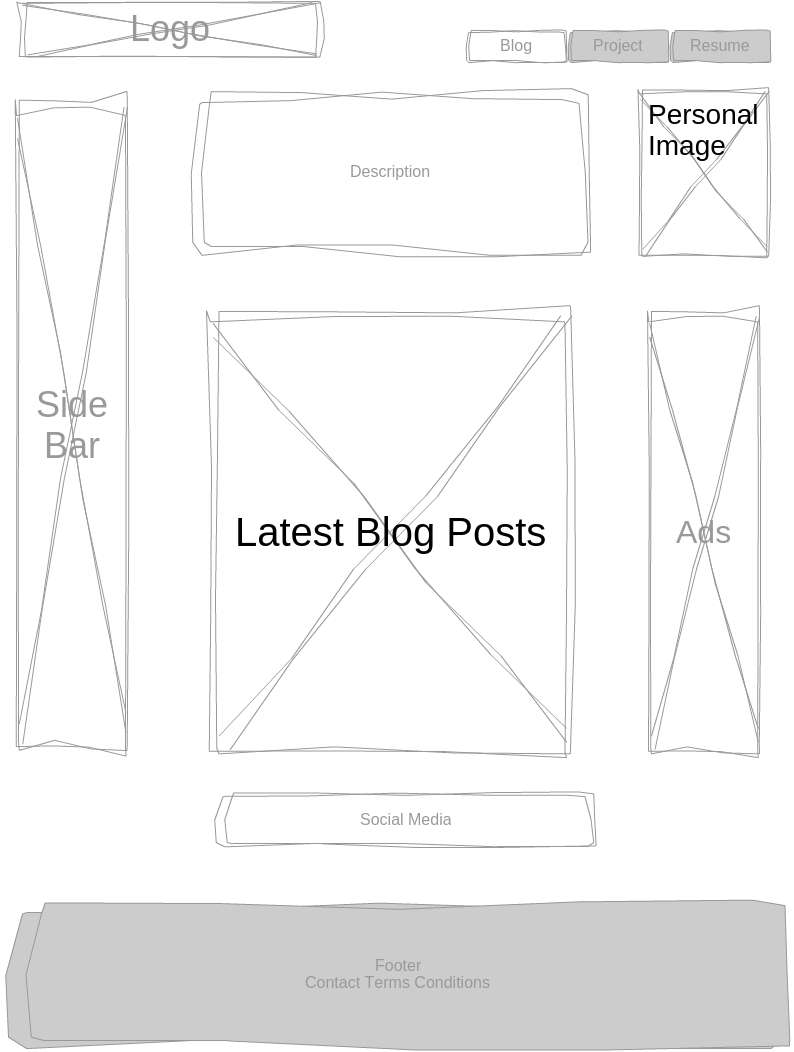 Logo
Blog
Project
Resume
Description
Personal
Image
Side
Bar
Latest Blog Posts
Ads
Social Media
Footer
Contact Terms Conditions